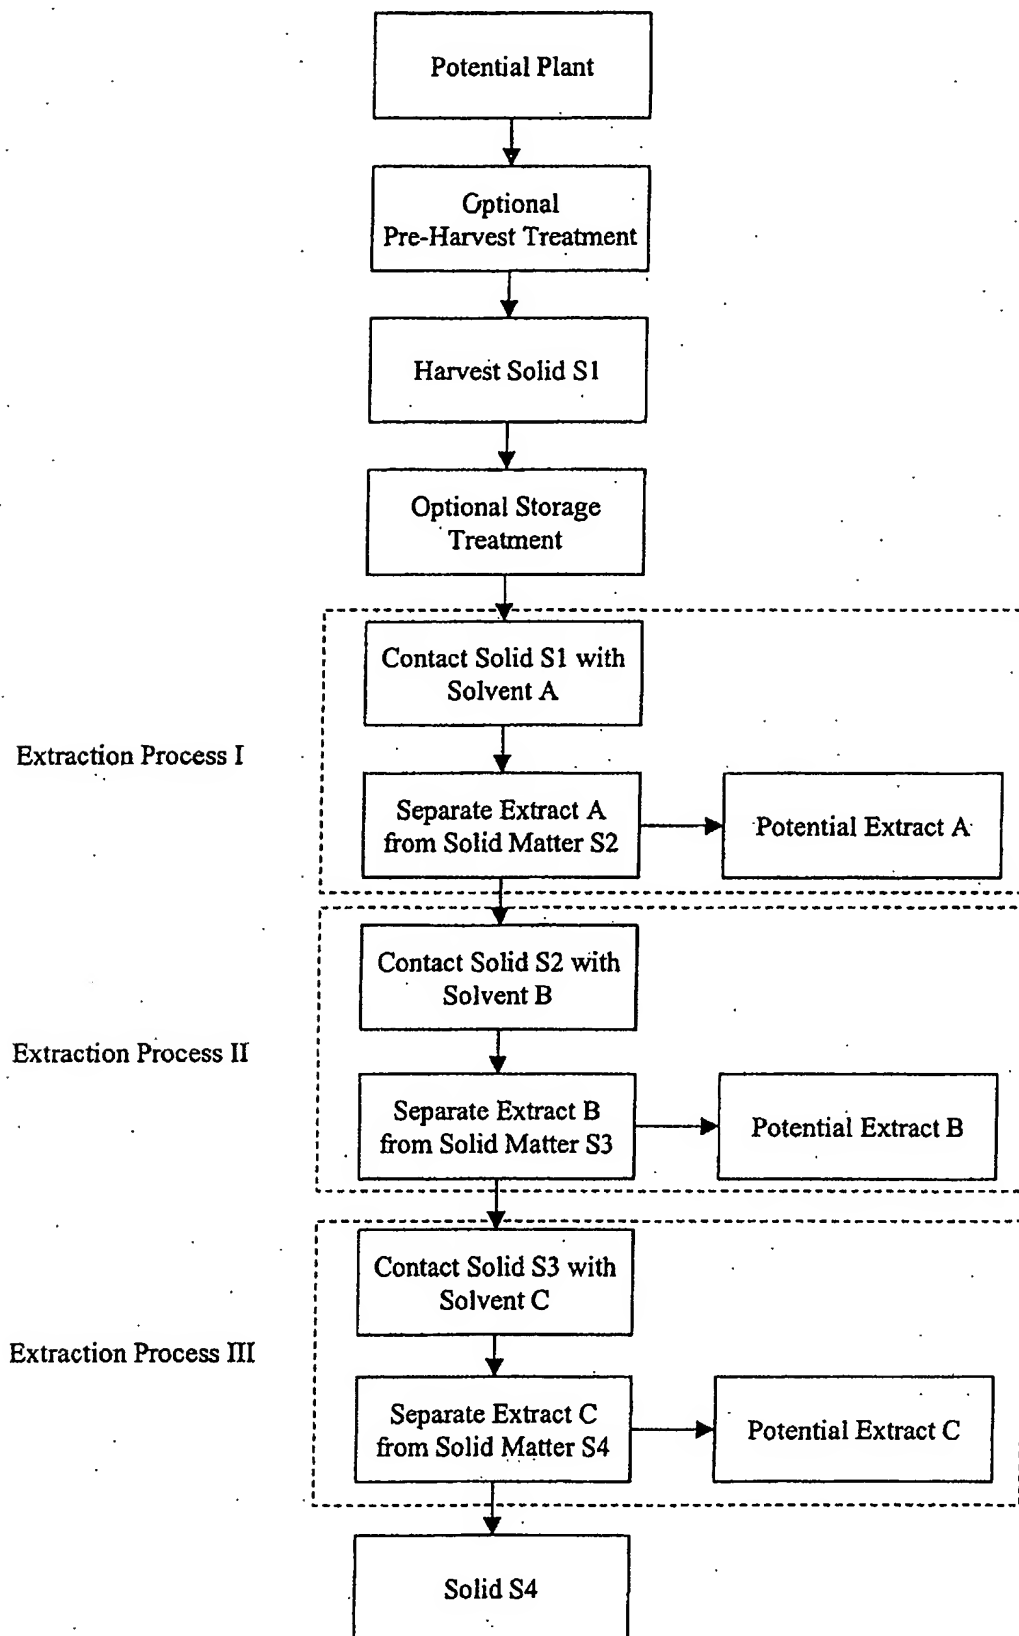 Potential Plant
Optional
Pre-Harvest Treatment
Harvest Solid S1
Optional Storage
Treatment
Contact Solid S1 with
Solvent A
Extraction Process I
Separate Extract A
from Solid Matter S2
Potential Extract A
Contact Solid S2 with
Solvent B
Extraction Process II
Separate Extract B
from Solid Matter S3
Potential Extract B
Contact Solid S3 with
Solvent C
Extraction Process III
Separate Extract C
from Solid Matter S4
Potential Extract C
Solid S4